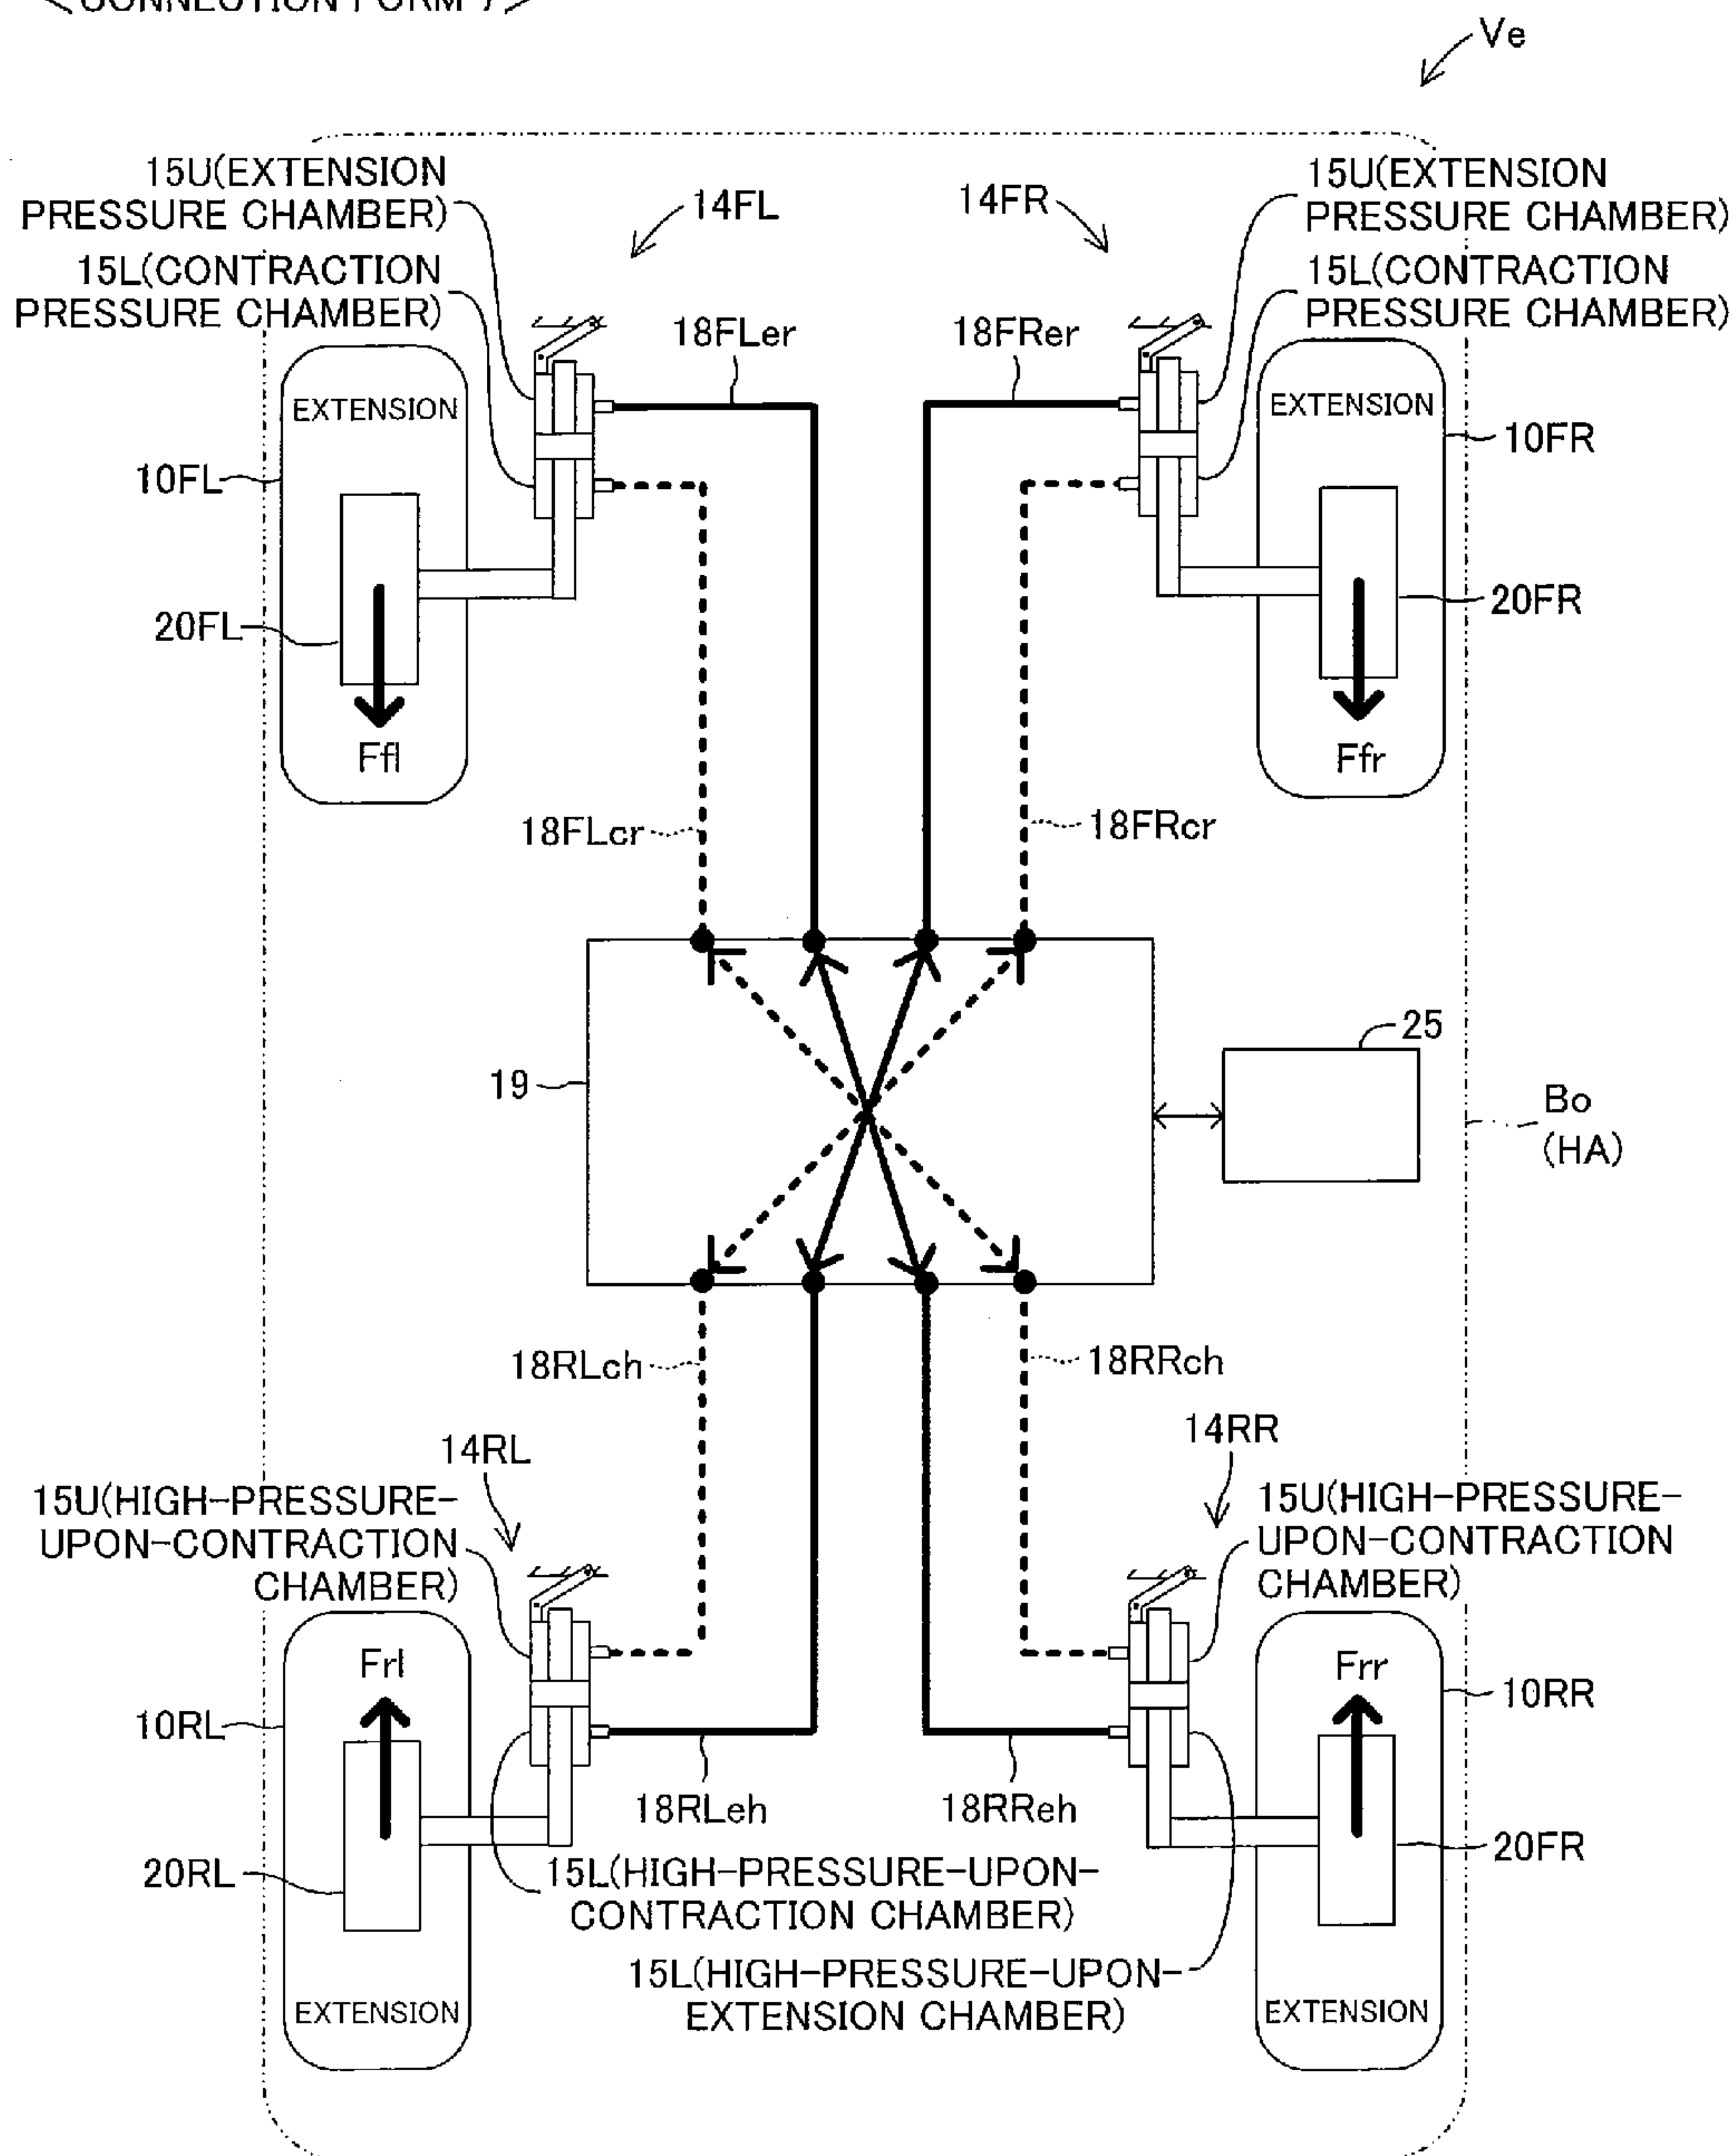 <CONNECTION FORM 7>
Ve
15U(EXTENSION
PRESSURE CHAMBER)
14FL
14FR
15U(EXTENSION
PRESSURE CHAMBER)
15L(CONTRACTION
PRESSURE CHAMBER)
15L(CONTRACTION
PRESSURE CHAMBER)
18FLer
18FRer
EXTENSION
EXTENSION
10FL
10FR
20FL
20FR
Ffl
Ffr
18FLcr
18FRcr
25
19
Bo
(HA)
18RLch
18RRch
14RL
14RR
15U(HIGH-PRESSURE-
UPON-CONTRACTION
CHAMBER)
15U(HIGH-PRESSURE-
UPON-CONTRACTION
CHAMBER)
Frl
Frr
10RL
10RR
18RLeh
18RReh
20RL
20FR
15L(HIGH-PRESSURE-UPON-
CONTRACTION CHAMBER)
15L(HIGH-PRESSURE-UPON-
EXTENSION CHAMBER)
EXTENSION
EXTENSION